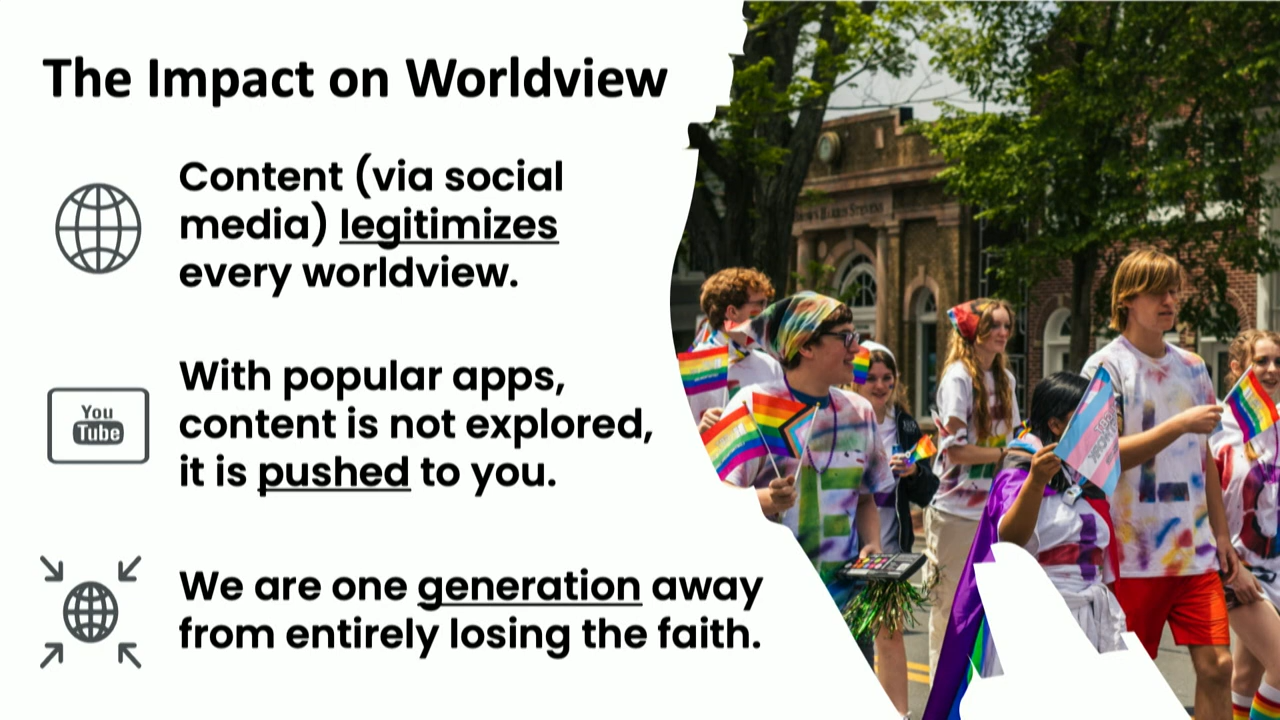 The Impact on Worldview
Content (via social
media) legitimizes
every worldview.
You
Tube
With popular apps,
content is not explored,
it is pushed to you.
We are one generation away
from entirely losing the faith.